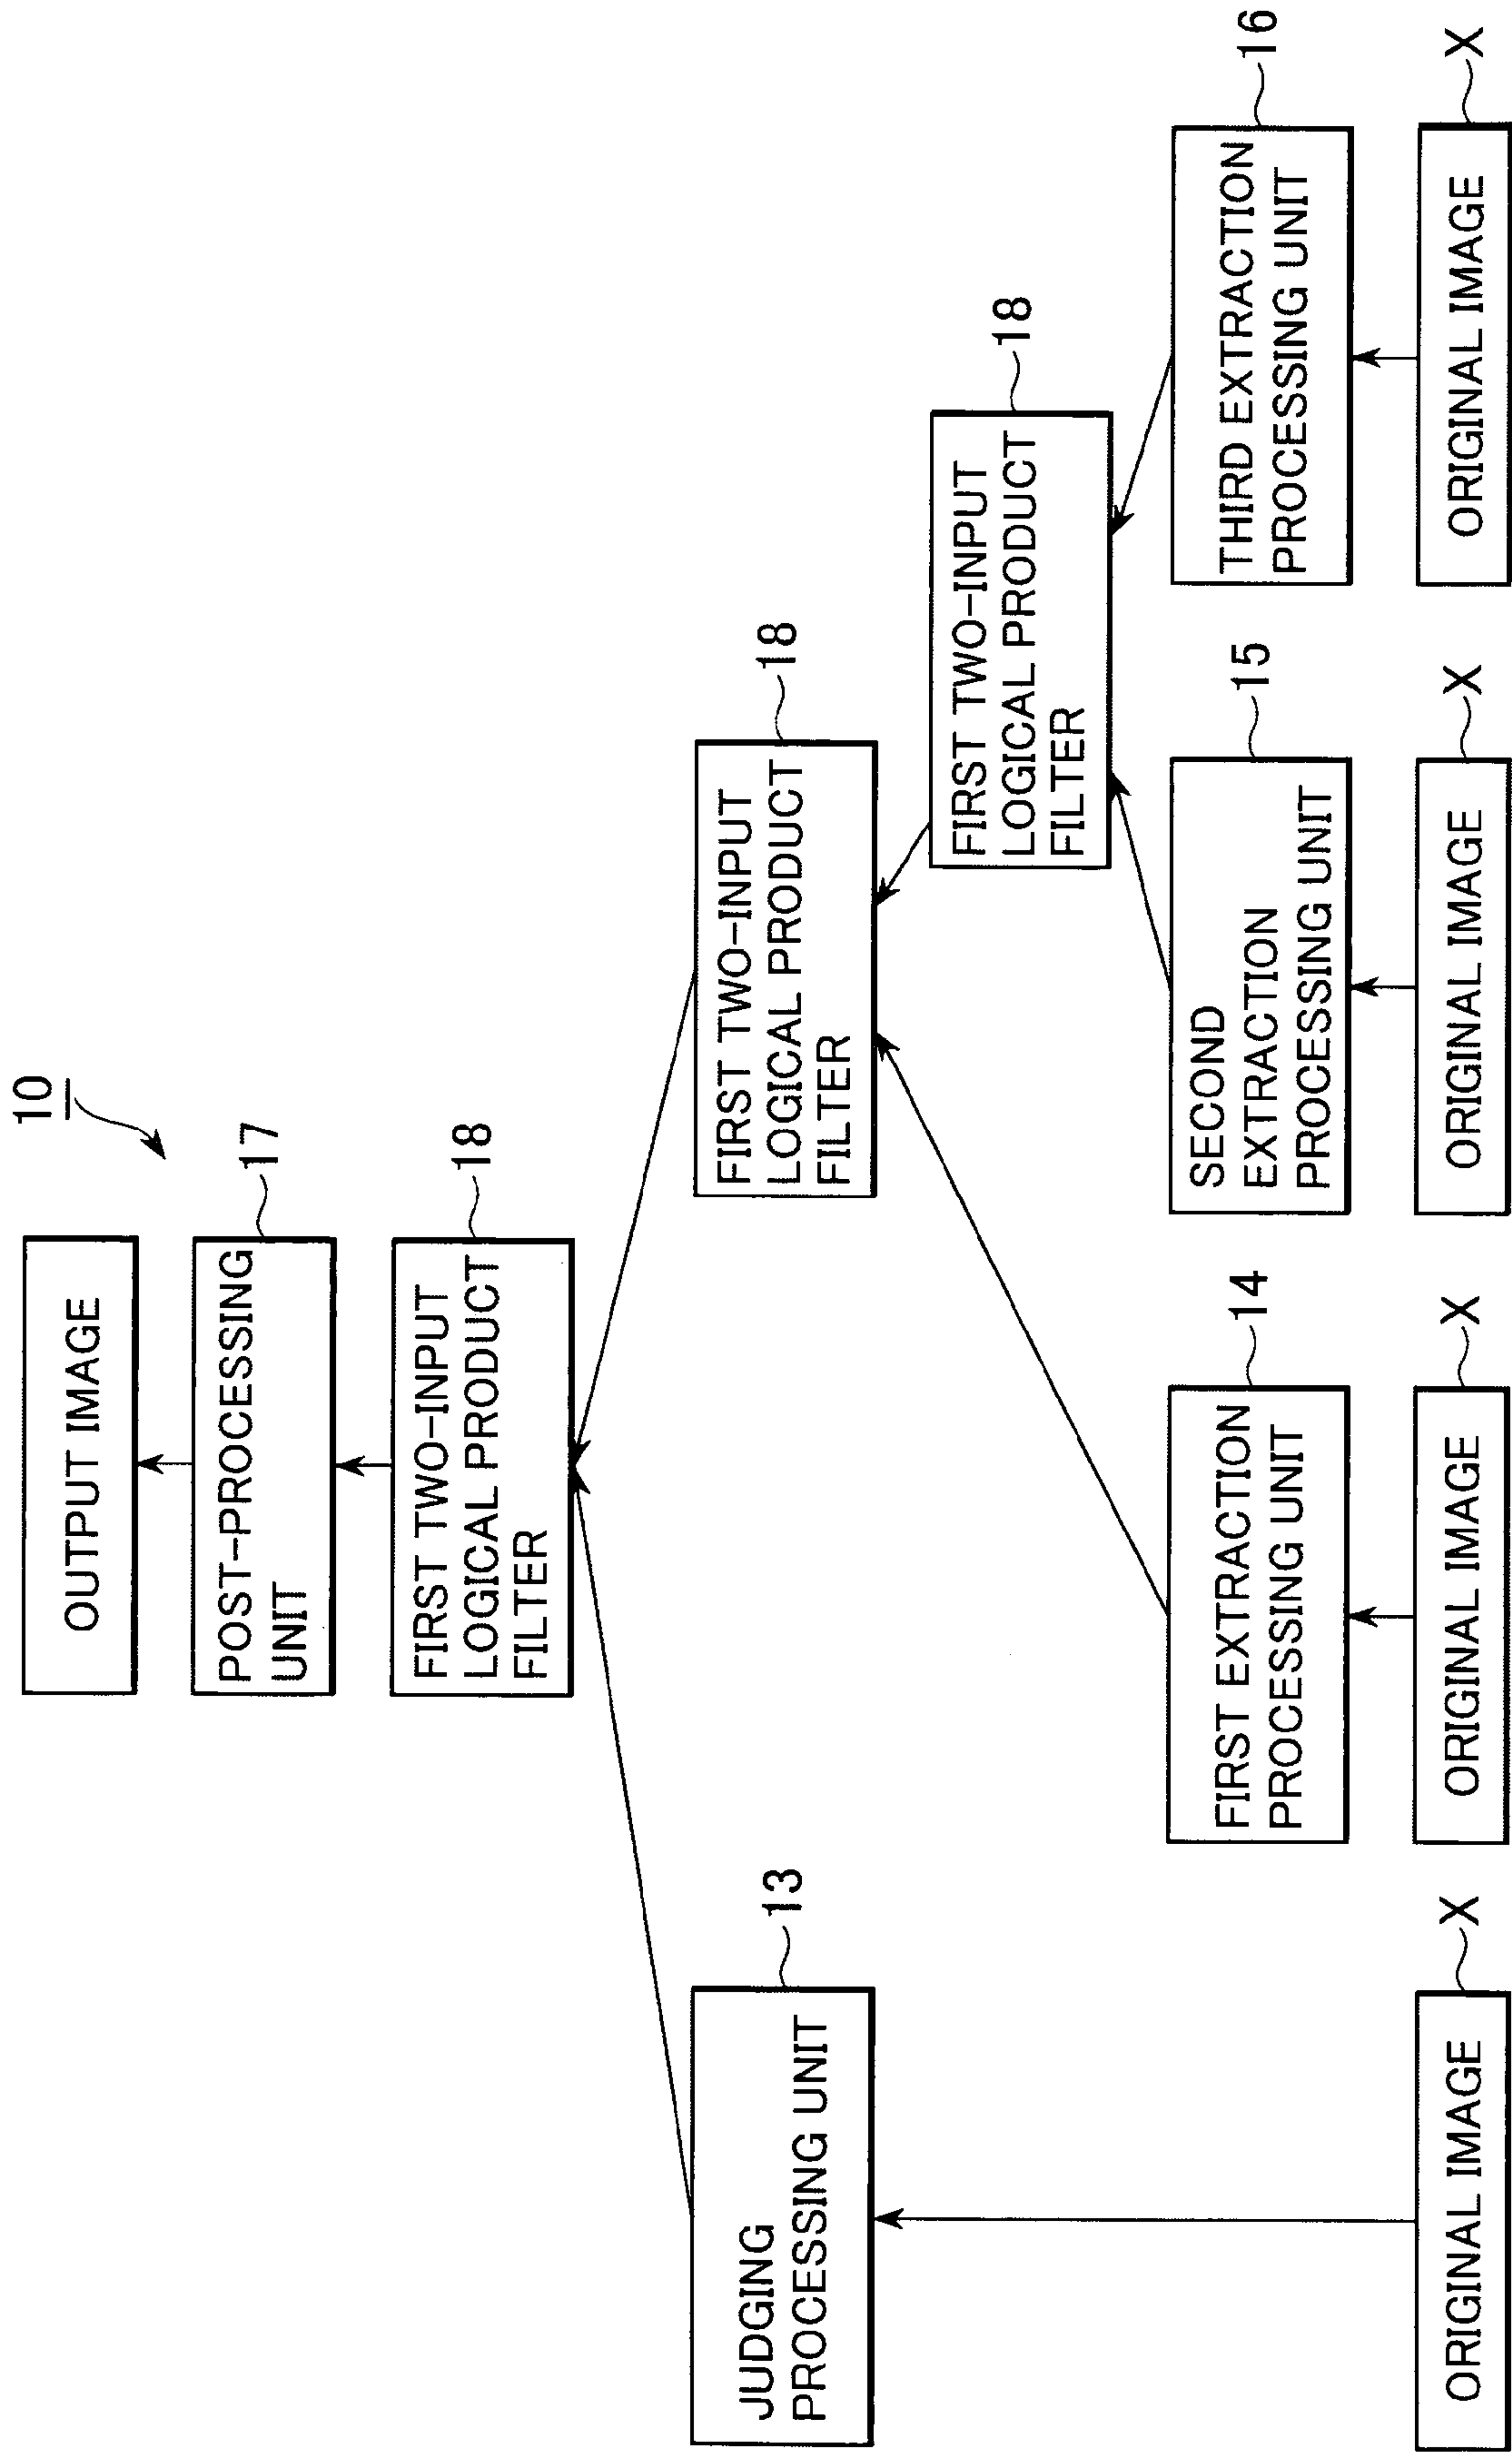 10
OUTPUT IMAGE
POST-PROCESSING
UNIT
17
FIRST TWO-INPUT
LOGICAL PRODUCT
FILTER
18
JUDGING
PROCESSING UNIT
13
FIRST TWO-INPUT
LOGICAL PRODUCT
FILTER
18
FIRST TWO-INPUT
LOGICAL PRODUCT
FILTER
18
FIRST EXTRACTION
PROCESSING UNIT
14
SECOND
EXTRACTION
PROCESSING UNIT
15
THIRD EXTRACTION
PROCESSING UNIT
16
ORIGINAL IMAGE
X
ORIGINAL IMAGE
X
ORIGINAL IMAGE
X
ORIGINAL IMAGE
X